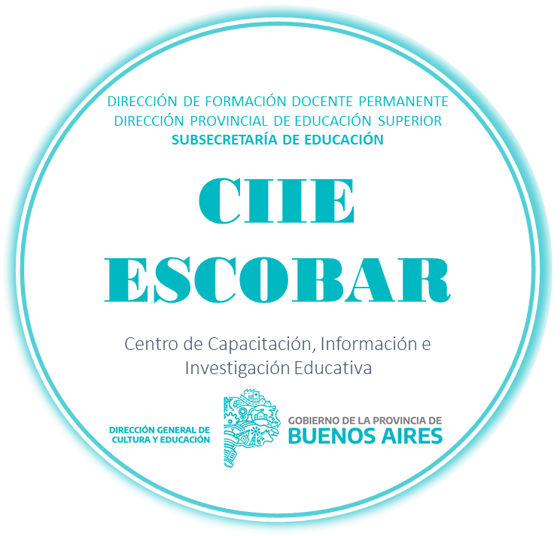 DIRECCIÓN DE FORMACIÓN DOCENTE PERMANENTE
DIRECCIÓN PROVINCIAL DE EDUCACIÓN SUPERIOR
SUBSECRETARÍA DE EDUCACIÓN
CIIE
ESCOBAR
Centro de Capacitación, Información e
Investigación Educativa
DIRECCIÓN GENERAL DE
CULTURA Y EDUCACIÓN
GOBIERNO DE LA PROVINCIA DE
BUENOS AIRES